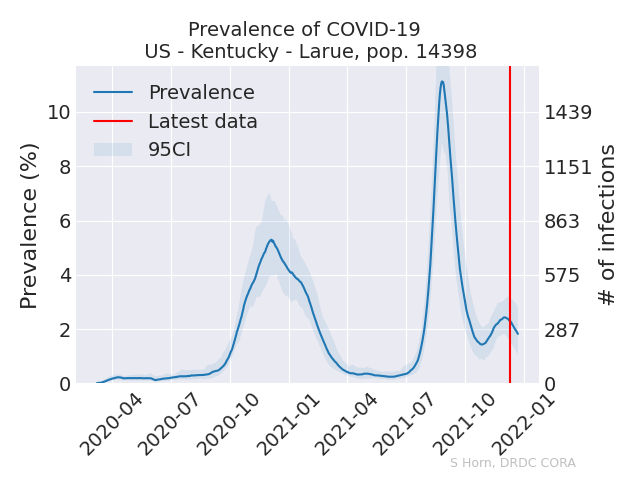 Prevalence of COVID-19
US - Kentucky - Larue, pop. 14398
Prevalence
Latest data
95CI
Prevalence (%)
10
8
6
4
2
0
1439
1151
863
575
287
0
# of infections
2020-04
2020-07
2020-10
2021-01
2021-04
2021-07
2021-10
2022-01
S Horn, DRDC CORA